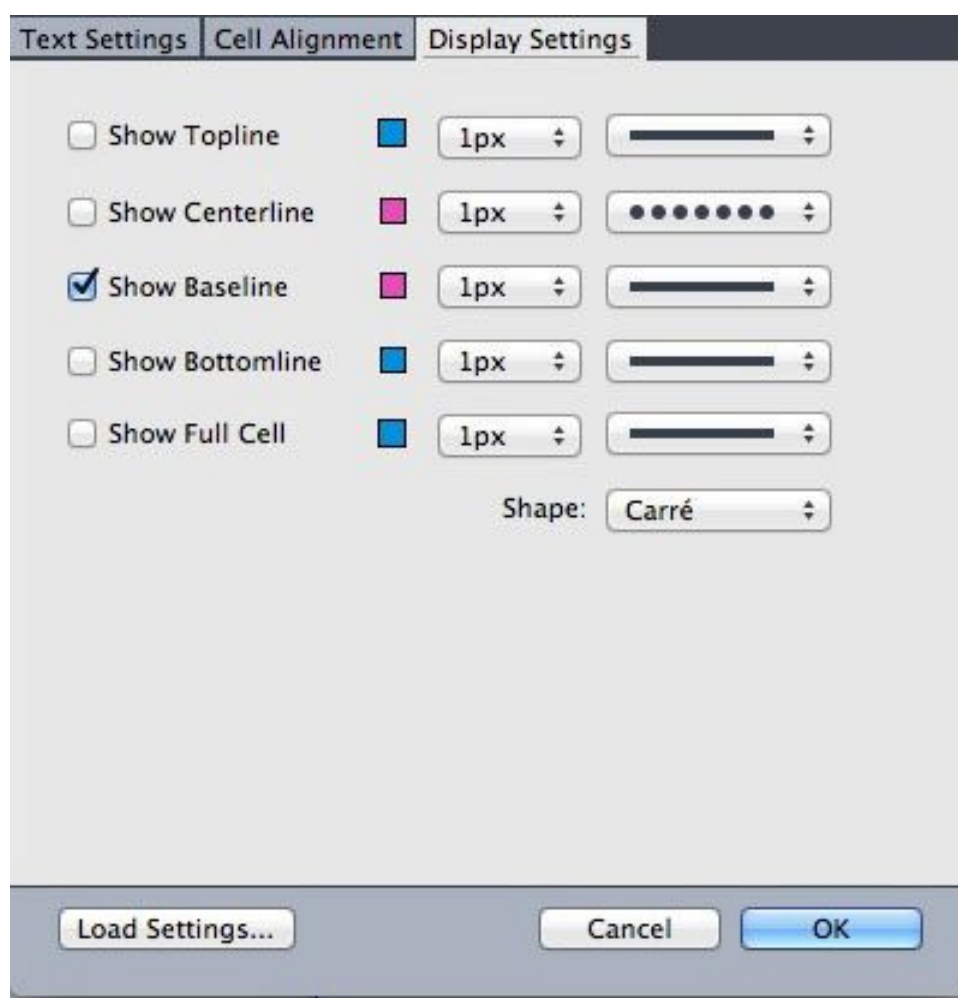 Text Settings Cell Alignment Display Settings
Show Topline 1px
Show Centerline 1px
Show Baseline 1px
Show Bottomline 1px
Show Full Cell 1px
Shape: Carré
Load Settings... Cancel OK